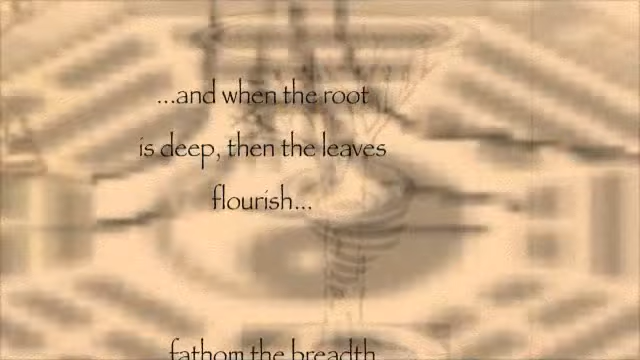 ...and when the root
is deep, then the leaves
flourish...
fathom the breadth